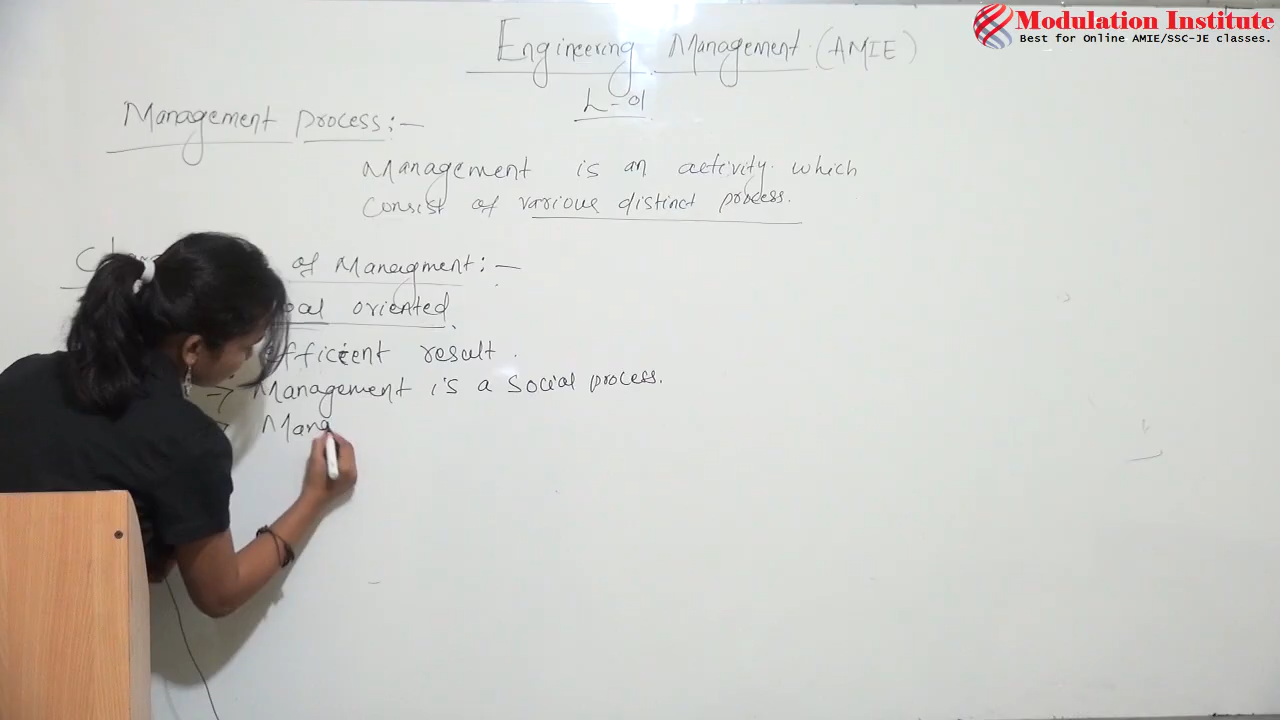 Modulation Institute
Best for Online AMIE/SSC-JE classes.
Engineering Management (AMIE)
L-01
Management process:-
Management is an activity which
consist of various distinct process.
of Managment:-
oriented
efficient result.
→ Management is a social process.
→ Mana